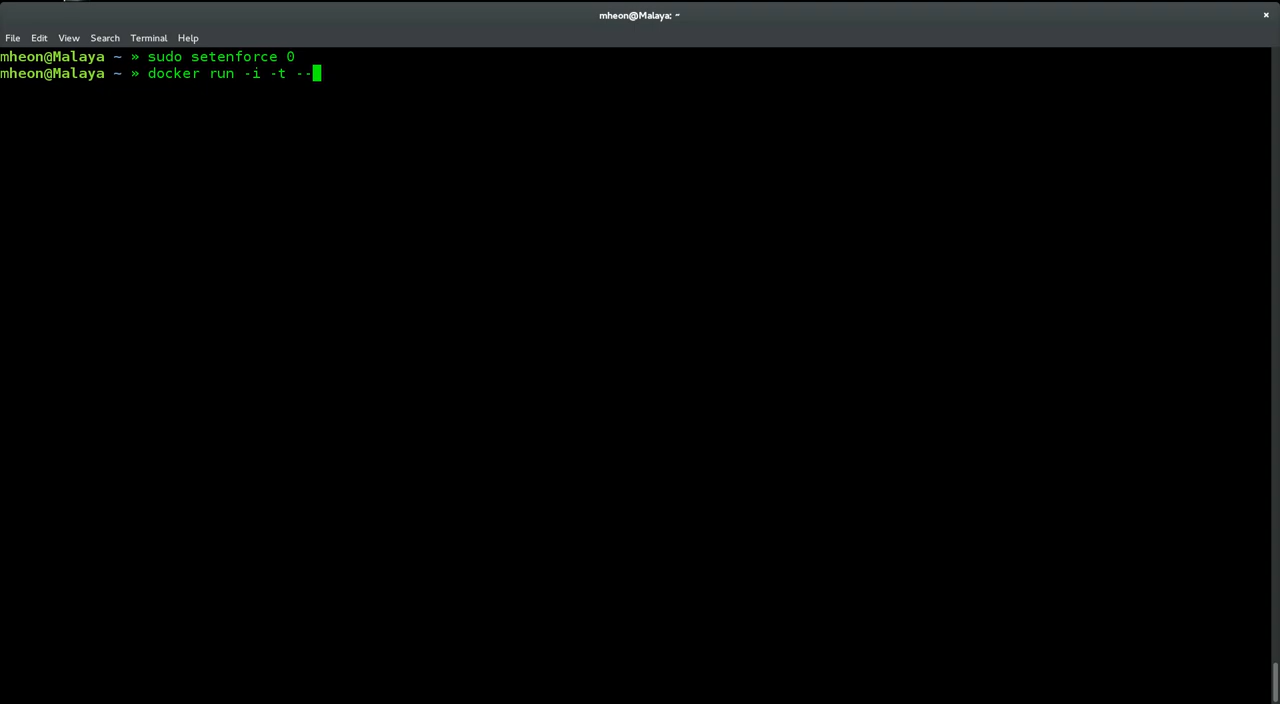 mheon@Malaya: ~
File Edit View Search Terminal Help
mheon@Malaya ~ » sudo setenforce 0
mheon@Malaya ~ » docker run -i -t --